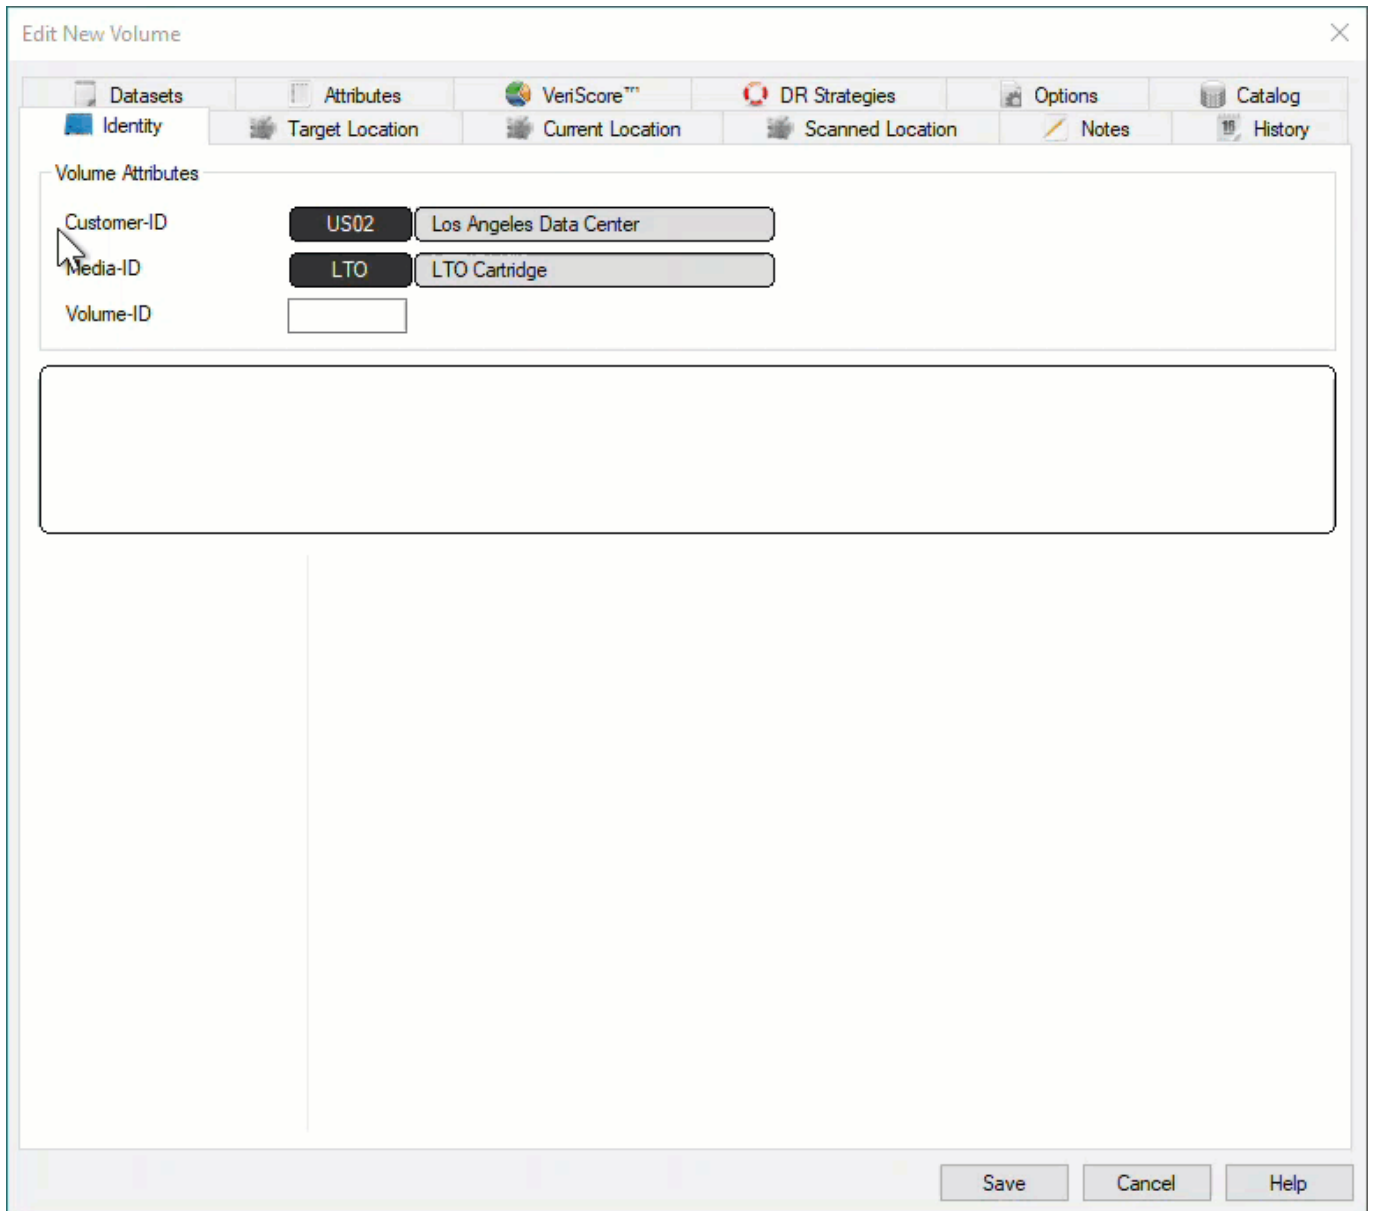 Edit New Volume
Datasets Attributes VeriScore™ DR Strategies Options Catalog
Identity Target Location Current Location Scanned Location Notes History
Volume Attributes
Customer-ID US02 Los Angeles Data Center
Media-ID LTO LTO Cartridge
Volume-ID
Save Cancel Help